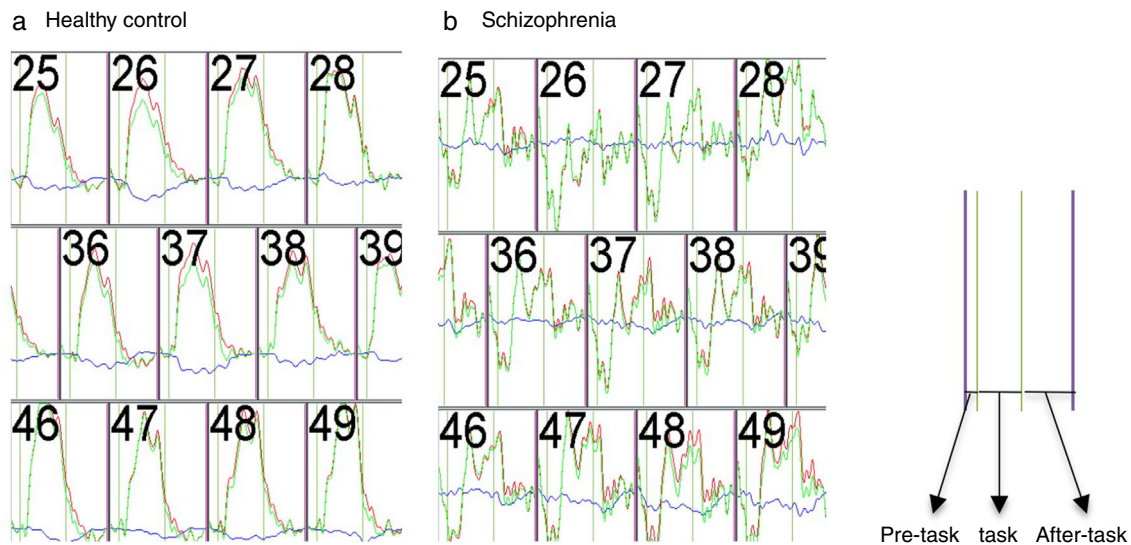 a Healthy control
25 26 27 28
36 37 38 39
46 47 48 49
b Schizophrenia
25 26 27 28
36 37 38 39
46 47 48 49
Pre-task task After-task